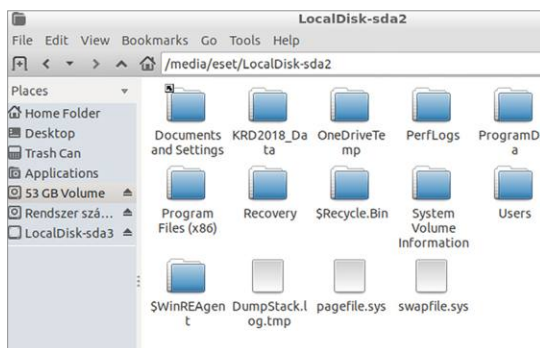 LocalDisk-sda2
File Edit View Bookmarks Go Tools Help
/media/eset/LocalDisk-sda2
Places
Home Folder
Desktop
Trash Can
Applications
53 GB Volume
Rendszer szá...
LocalDisk-sda3
Documents
and Settings
KRD2018_Da
ta
OneDriveTe
mp
PerfLogs
ProgramD
a
Program
Files (x86)
Recovery
$Recycle.Bin
System
Volume
Information
Users
$WinREAgen
t
DumpStack.l
og.tmp
pagefile.sys
swapfile.sys